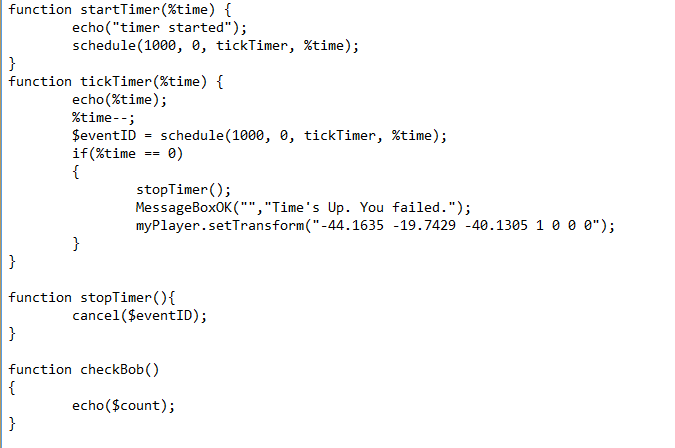 function startTimer(%time) {
echo("timer started");
schedule(1000, 0, tickTimer, %time);
}
function tickTimer(%time) {
echo(%time);
%time--;
$eventID = schedule(1000, 0, tickTimer, %time);
if(%time == 0)
{
stopTimer();
MessageBoxOK("","Time's Up. You failed.");
myPlayer.setTransform("-44.1635 -19.7429 -40.1305 1 0 0 0");
}
}
function stopTimer(){
cancel($eventID);
}
function checkBob()
{
echo($count);
}